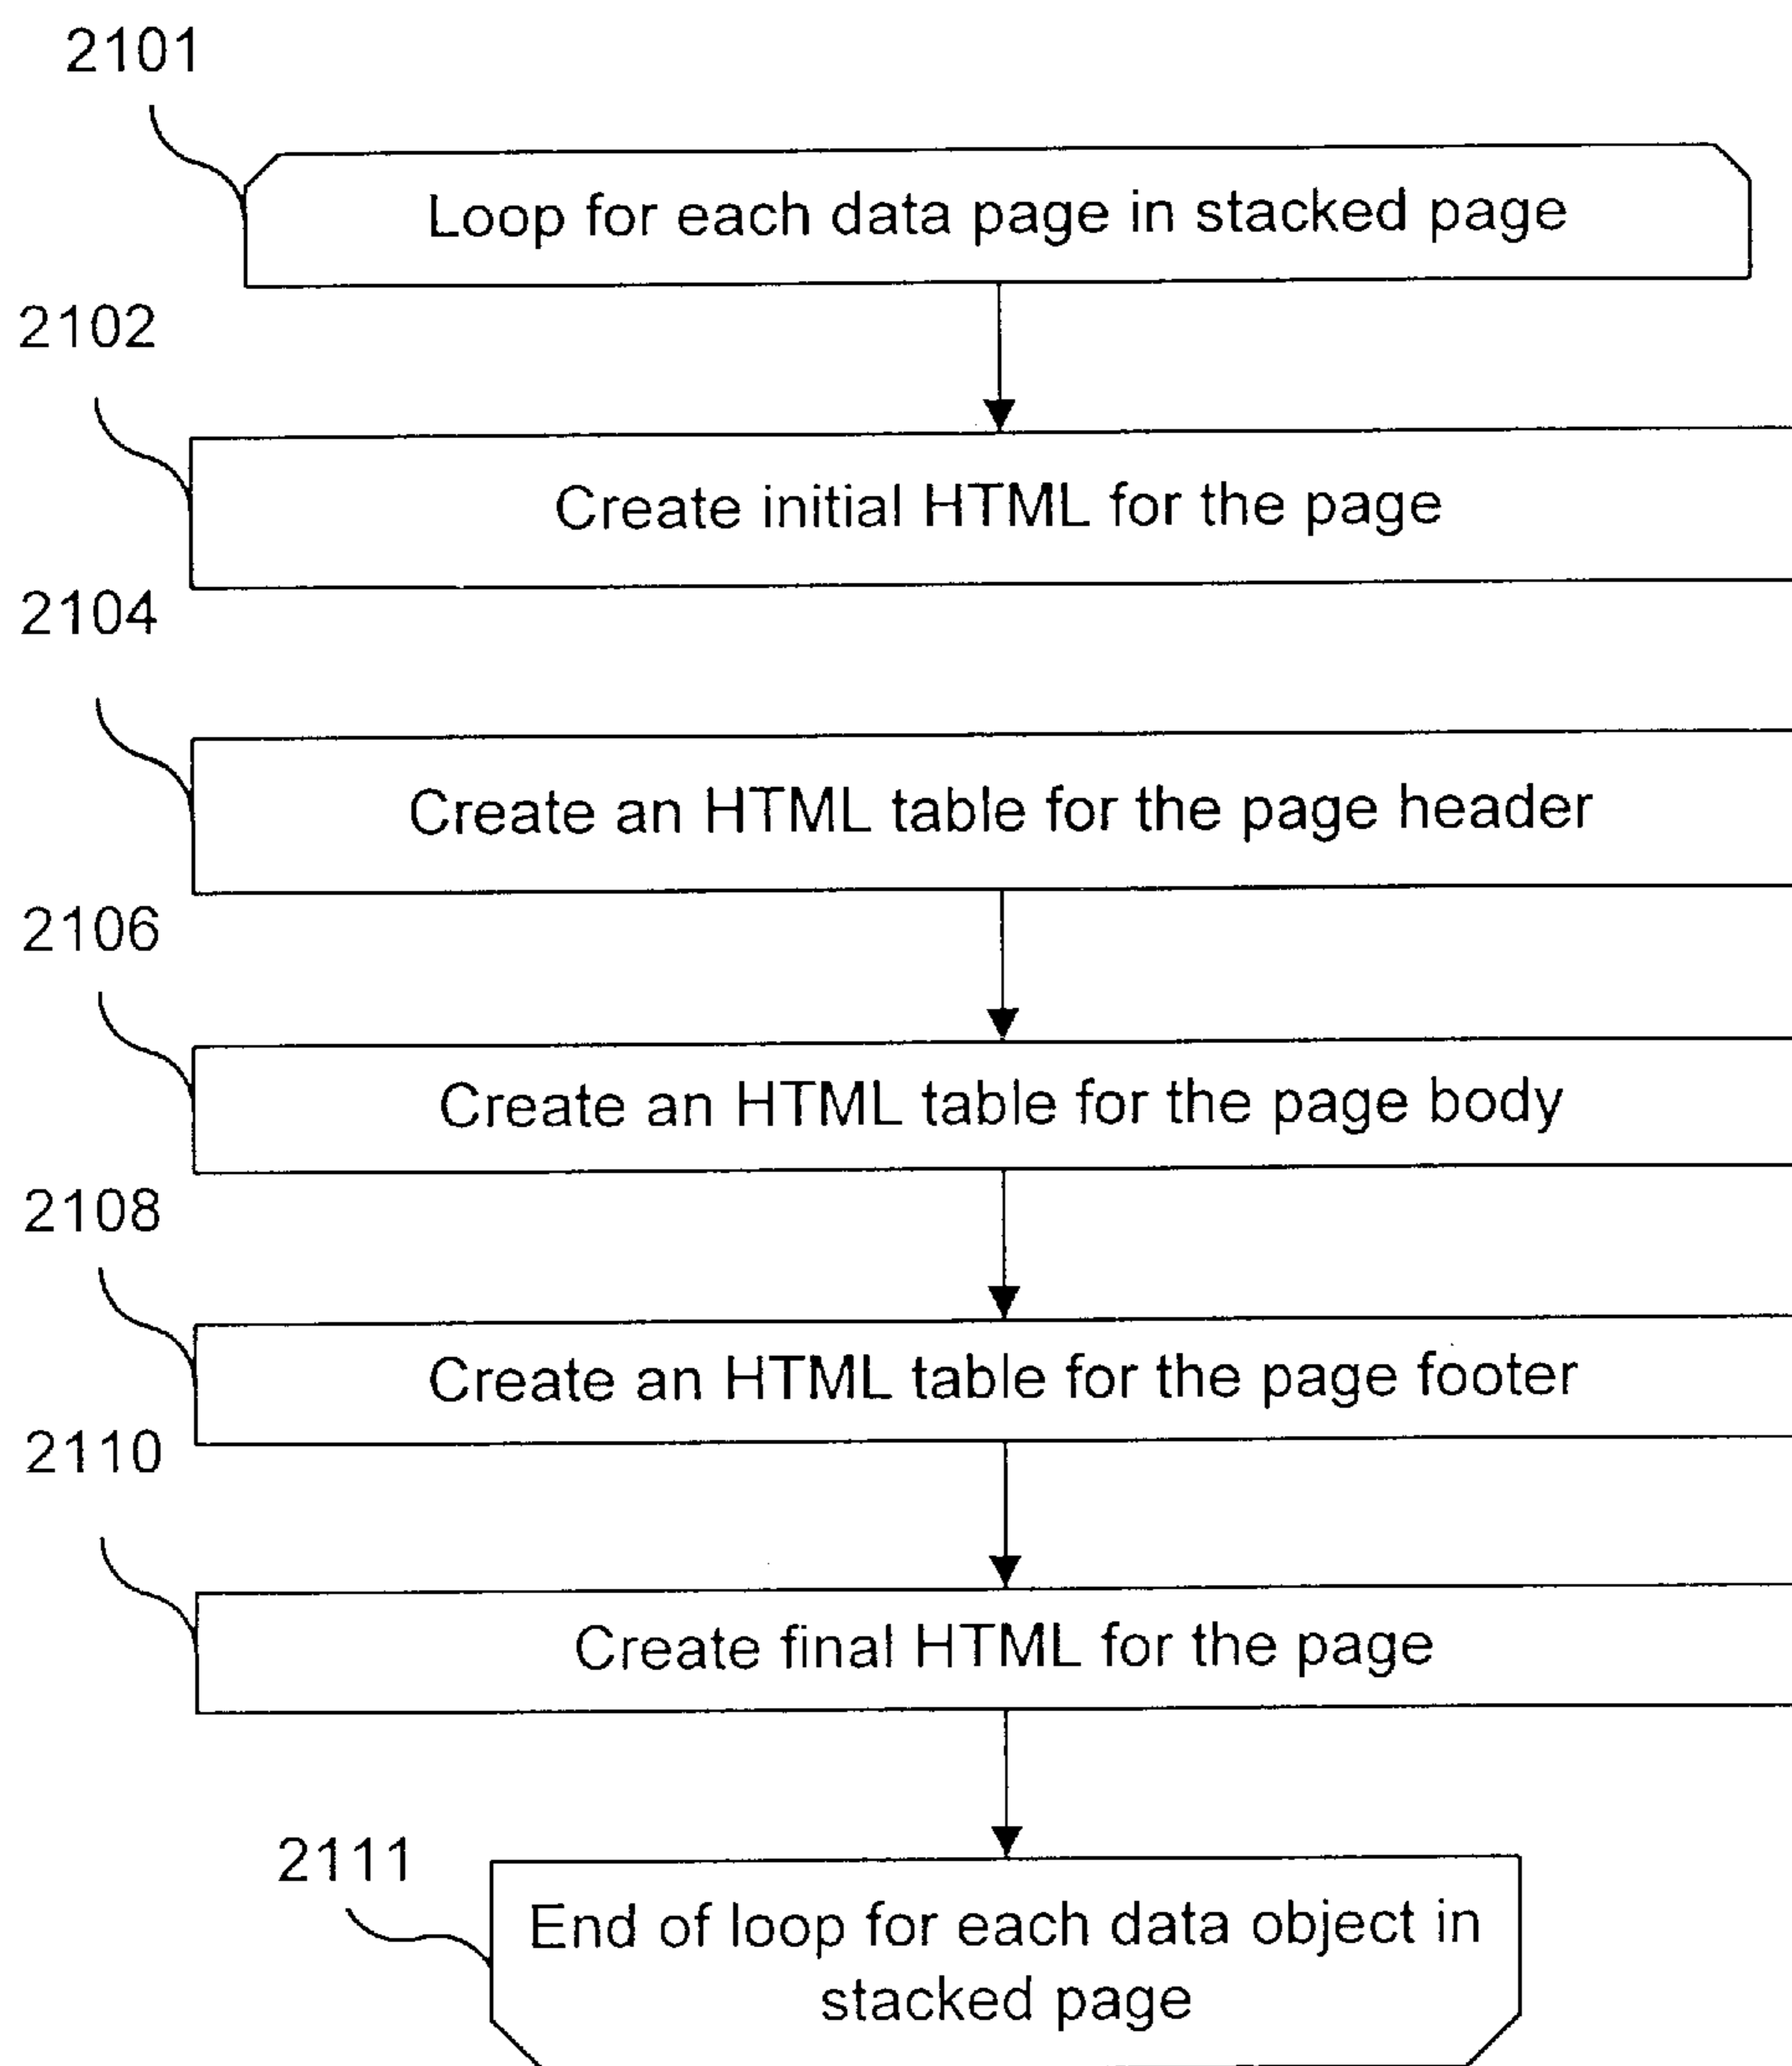 2101
Loop for each data page in stacked page
2102
Create initial HTML for the page
2104
Create an HTML table for the page header
2106
Create an HTML table for the page body
2108
Create an HTML table for the page footer
2110
Create final HTML for the page
2111
End of loop for each data object in
stacked page